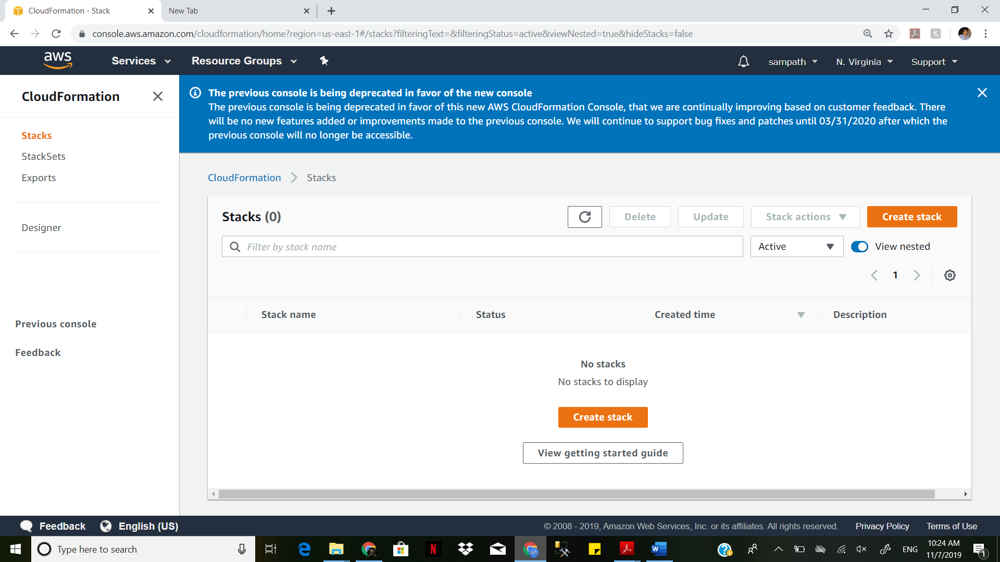 CloudFormation - Stack
New Tab
console.aws.amazon.com/cloudformation/home?region=us-east-1#/stacks?filteringText=&filteringStatus=active&viewNested=true&hideStacks=false
aws
Services
Resource Groups
sampath
N. Virginia
Support
CloudFormation
Stacks
StackSets
Exports
Designer
Previous console
Feedback
The previous console is being deprecated in favor of the new console
The previous console is being deprecated in favor of this new AWS CloudFormation Console, that we are continually improving based on customer feedback. There
will be no new features added or improvements made to the previous console. We will continue to support bug fixes and patches until 03/31/2020 after which the
previous console will no longer be accessible.
CloudFormation
Stacks
Stacks (0)
Delete
Update
Stack actions
Create stack
Filter by stack name
Active
View nested
1
Stack name
Status
Created time
Description
No stacks
No stacks to display
Create stack
View getting started guide
Feedback
English (US)
© 2008 - 2019, Amazon Web Services, Inc. or its affiliates. All rights reserved.
Privacy Policy
Terms of Use
Type here to search
ENG
10:24 AM
11/7/2019
1